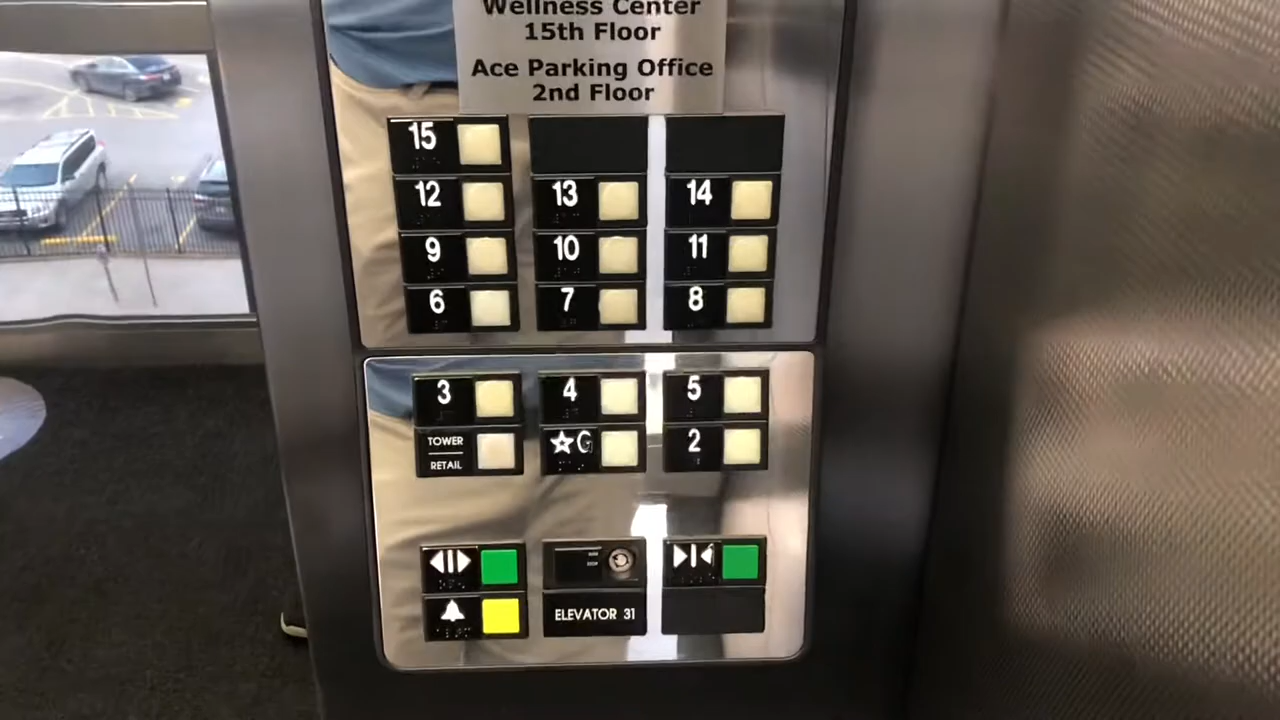 Wellness Center
15th Floor
Ace Parking Office
2nd Floor
15
12 13 14
9 10 11
6 7 8
3 4 5
TOWER
RETAIL
★G 2
ELEVATOR 31